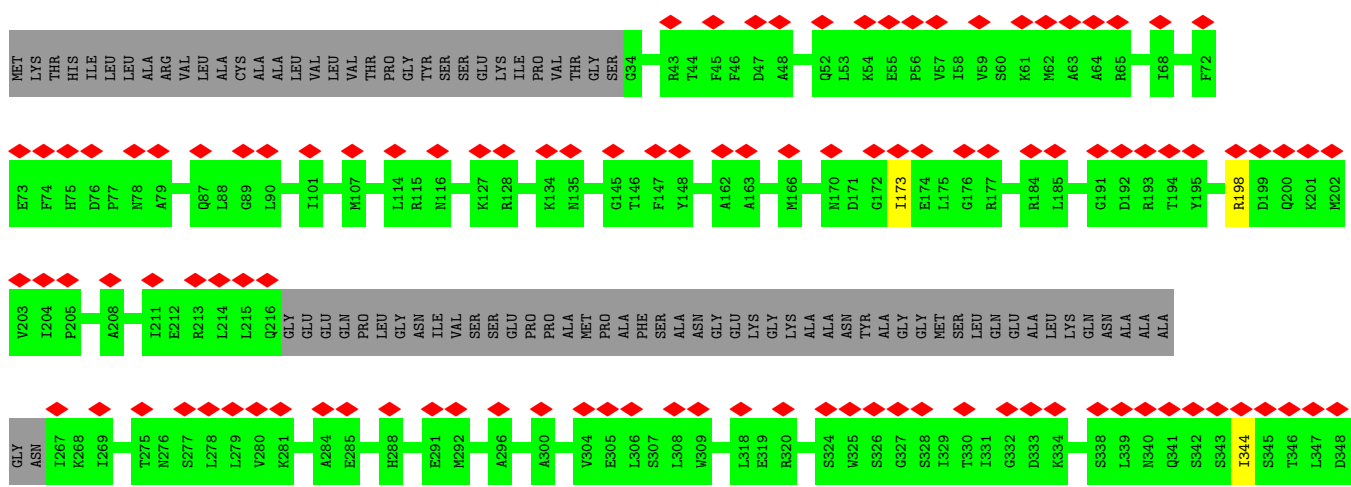 MET LYS THR HIS ILE LEU LEU ALA ARG VAL LEU ALA CYS ALA ALA LEU VAL LEU VAL THR PRO GLY TYR SER SER GLU LYS ILE PRO VAL THR GLY SER G34 R43 T44 F45 F46 D47 A48 Q52 L53 K54 E55 P56 V57 I58 V59 S60 K61 M62 A63 A64 R65 I68 F72
E73 F74 H75 D76 P77 N78 A79 Q87 L88 G89 L90 I101 M107 L114 R115 N116 K127 R128 K134 N135 G145 T146 F147 Y148 A162 A163 M166 N170 D171 G172 I173 E174 L175 G176 R177 R184 L185 G191 D192 R193 T194 Y195 R198 D199 Q200 K201 M202
V203 I204 P205 A208 I211 E212 R213 L214 L215 Q216 GLY GLU GLU GLN PRO LEU GLY ASN ILE VAL SER SER GLU PRO PRO ALA MET PRO ALA PHE SER ALA ASN GLY GLU LYS GLY LYS ALA ALA ASN TYR ALA GLY GLY MET SER LEU GLN GLU ALA LEU LYS GLN ASN ALA ALA ALA
GLY ASN I267 K268 I269 T275 N276 S277 L278 L279 V280 K281 A284 E285 H288 E291 M292 A296 A300 V304 E305 L306 S307 L308 W309 L318 E319 R320 S324 W325 S326 G327 S328 I329 T330 I331 G332 D333 K334 S338 L339 N340 Q341 S342 S343 I344 S345 T346 L347 D348